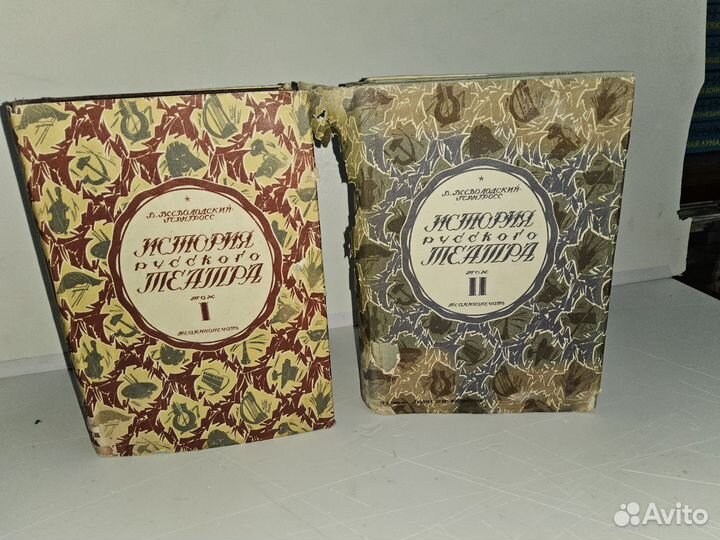 В. ВСЕВОЛОДСКИЙ-
ГЕРНГРОСС
ИСТОРИЯ
РУССКОГО
ТЕАТРА
ТОМ
I
ТЕАКИНОПЕЧАТЬ
В. ВСЕВОЛОДСКИЙ-
ГЕРНГРОСС
ИСТОРИЯ
РУССКОГО
ТЕАТРА
ТОМ
II
ТЕАКИНОПЕЧАТЬ
Avito